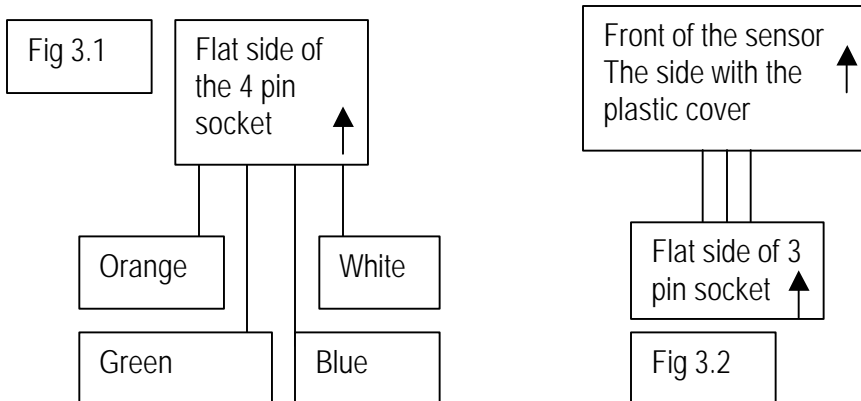 Fig 3.1
Flat side of
the 4 pin
socket
Orange
White
Green
Blue
Front of the sensor
The side with the
plastic cover
Flat side of 3
pin socket
Fig 3.2